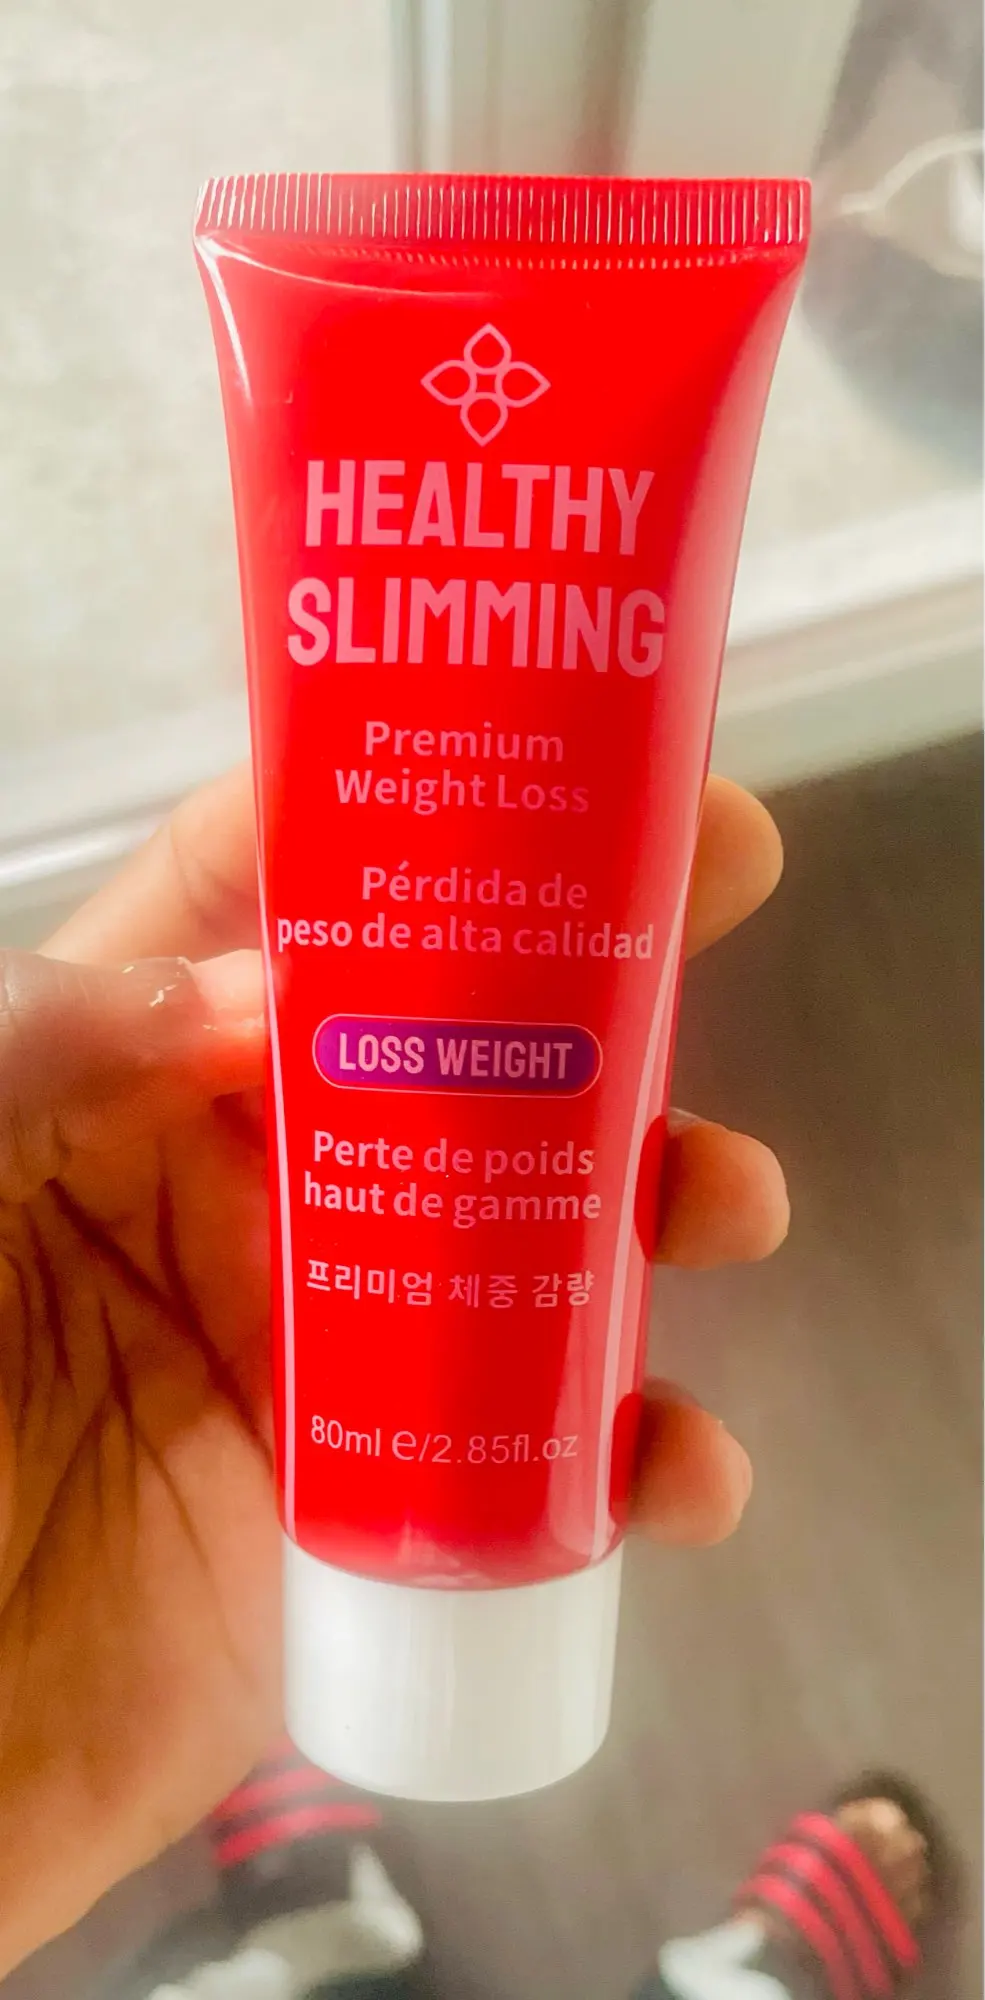 HEALTHY
SLIMMING
Premium
Weight Loss
Pérdida de
peso de alta calidad
LOSS WEIGHT
Perte de poids
haut de gamme
프리미엄 체중 감량
80ml e/2.85fl.oz